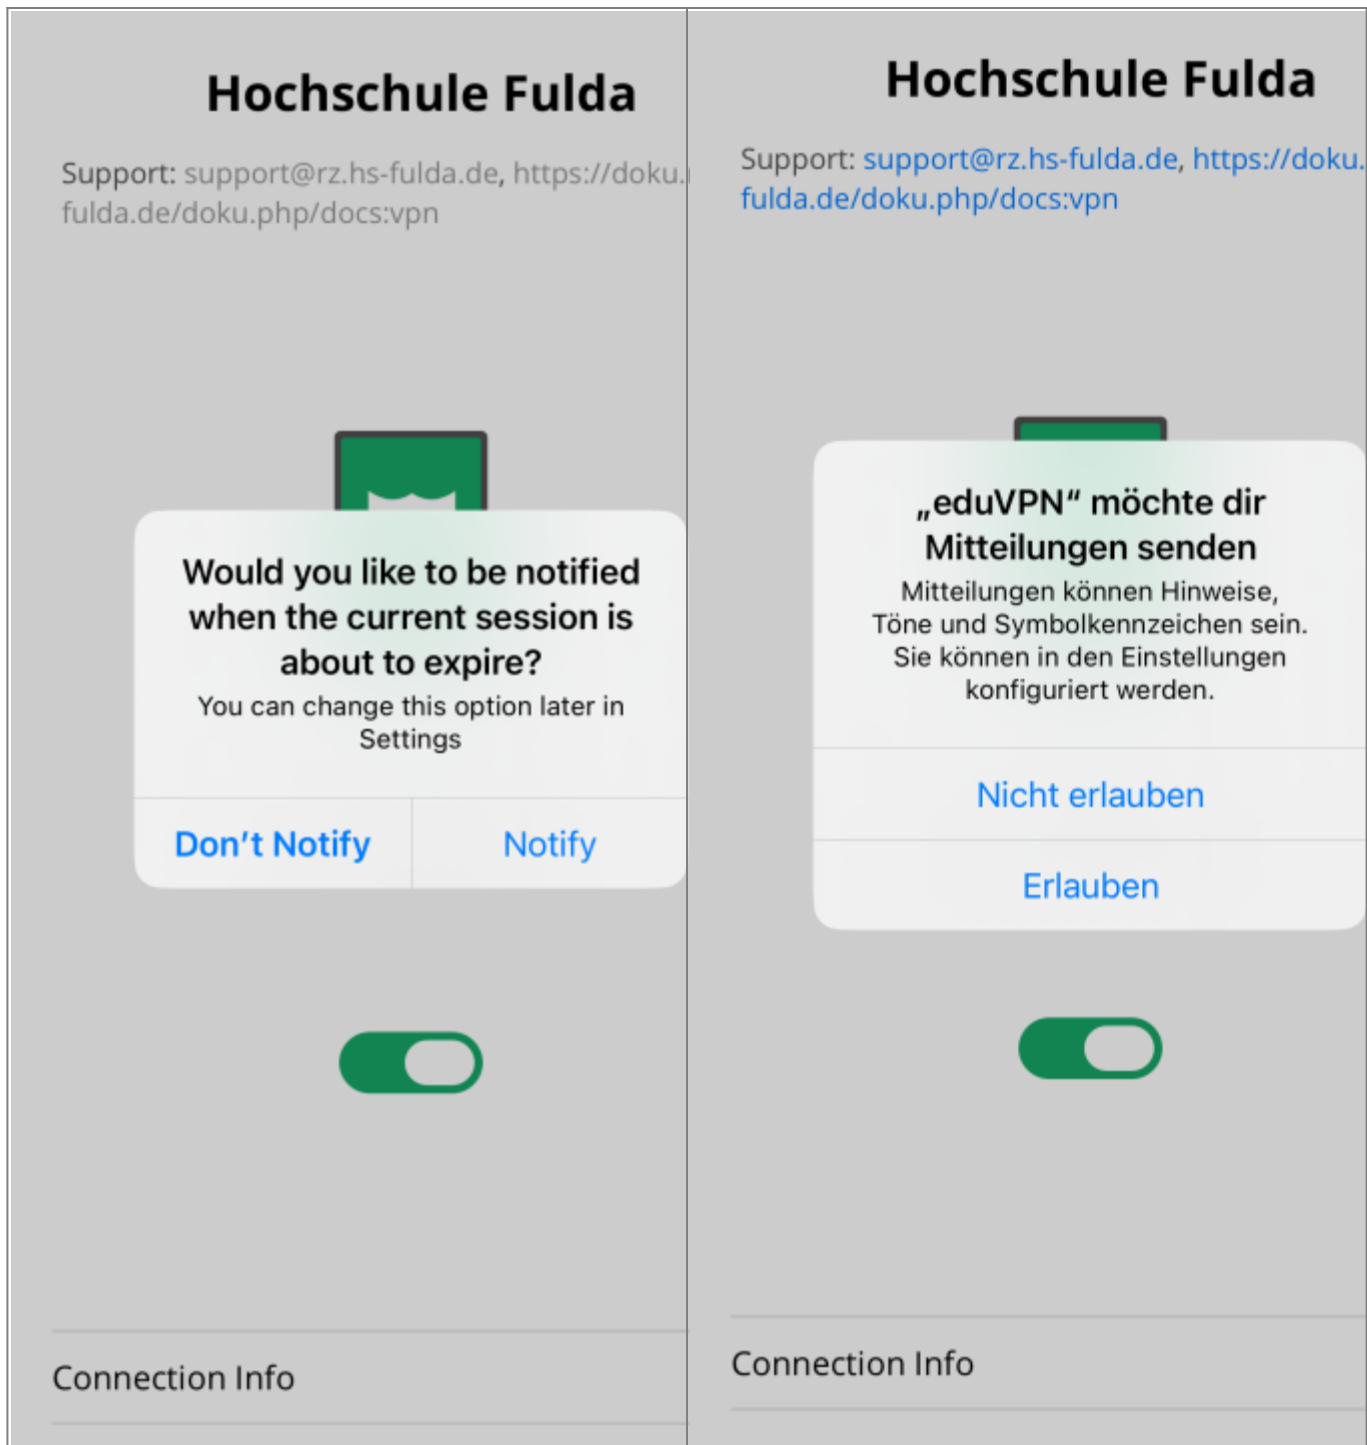 Hochschule Fulda
Support: support@rz.hs-fulda.de, https://doku.
fulda.de/doku.php/docs:vpn
Would you like to be notified
when the current session is
about to expire?
You can change this option later in
Settings
Don't Notify
Notify
Connection Info
Hochschule Fulda
Support: support@rz.hs-fulda.de, https://doku.
fulda.de/doku.php/docs:vpn
„eduVPN“ möchte dir
Mitteilungen senden
Mitteilungen können Hinweise,
Töne und Symbolkennzeichen sein.
Sie können in den Einstellungen
konfiguriert werden.
Nicht erlauben
Erlauben
Connection Info